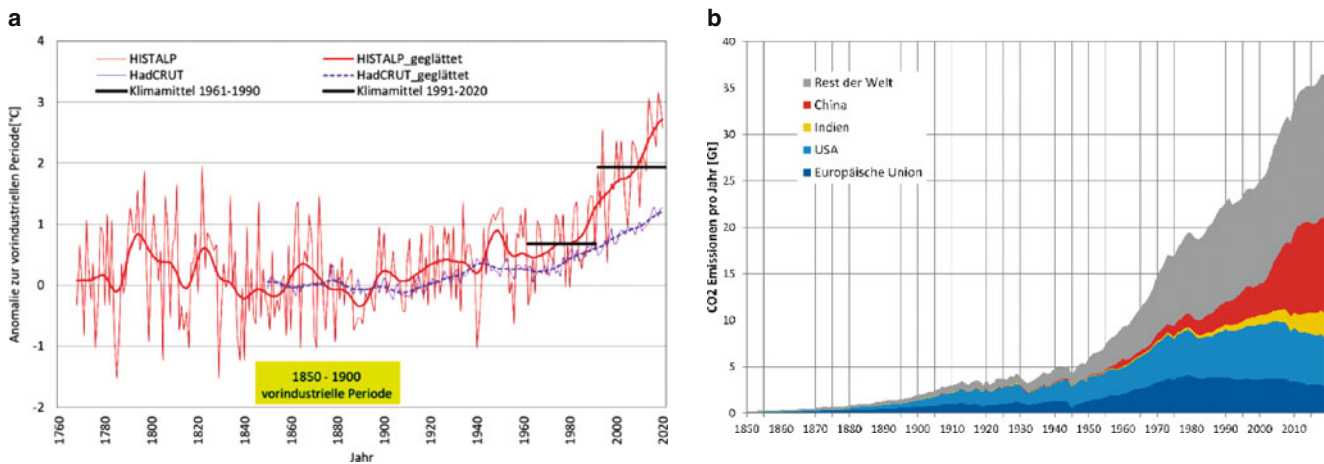 a
Anomalie zur vorindustriellen Periode[°C]
4
3
2
1
0
-1
-2
HISTALP
HISTALP_geglättet
HadCRUT
HadCRUT_geglättet
Klimamittel 1961-1990
Klimamittel 1991-2020
1850 - 1900
vorindustrielle Periode
1760 1780 1800 1820 1840 1860 1880 1900 1920 1940 1960 1980 2000 2020
Jahr
b
CO2 Emissionen pro Jahr [Gt]
40
35
30
25
20
15
10
5
0
Rest der Welt
China
Indien
USA
Europäische Union
1850 1860 1870 1880 1890 1900 1910 1920 1930 1940 1950 1960 1970 1980 1990 2000 2010